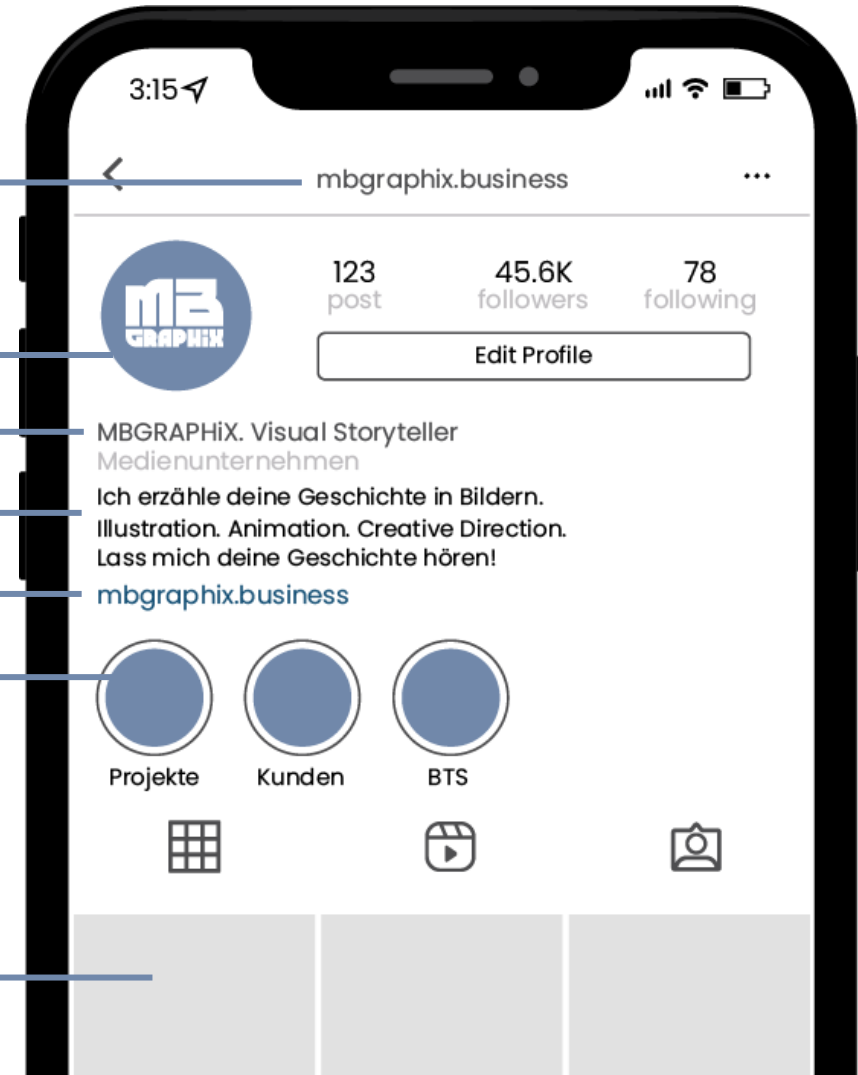 3:15
mbgraphix.business
MB
GRAPHiX
123 45.6K 78
post followers following
Edit Profile
MBGRAPHiX. Visual Storyteller
Medienunternehmen
Ich erzähle deine Geschichte in Bildern.
Illustration. Animation. Creative Direction.
Lass mich deine Geschichte hören!
mbgraphix.business
Projekte Kunden BTS